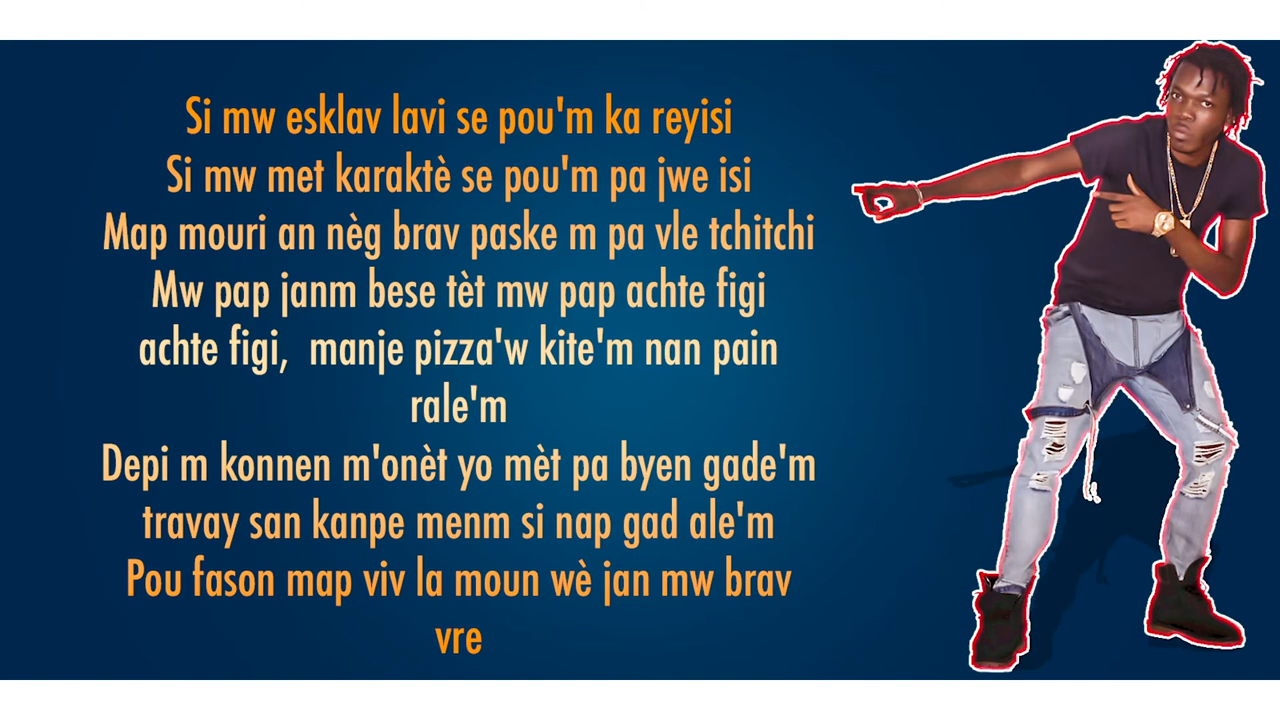 Si mw esklav lavi se pou'm ka reyisi
Si mw met karaktè se pou'm pa jwe isi
Map mouri an nèg brav paske m pa vle tchitchi
Mw pap janm bese tèt mw pap achte figi
achte figi,  manje pizza'w kite'm nan pain
rale'm
Depi m konnen m'onèt yo mèt pa byen gade'm
travay san kanpe menm si nap gad ale'm
Pou fason map viv la moun wè jan mw brav
vre